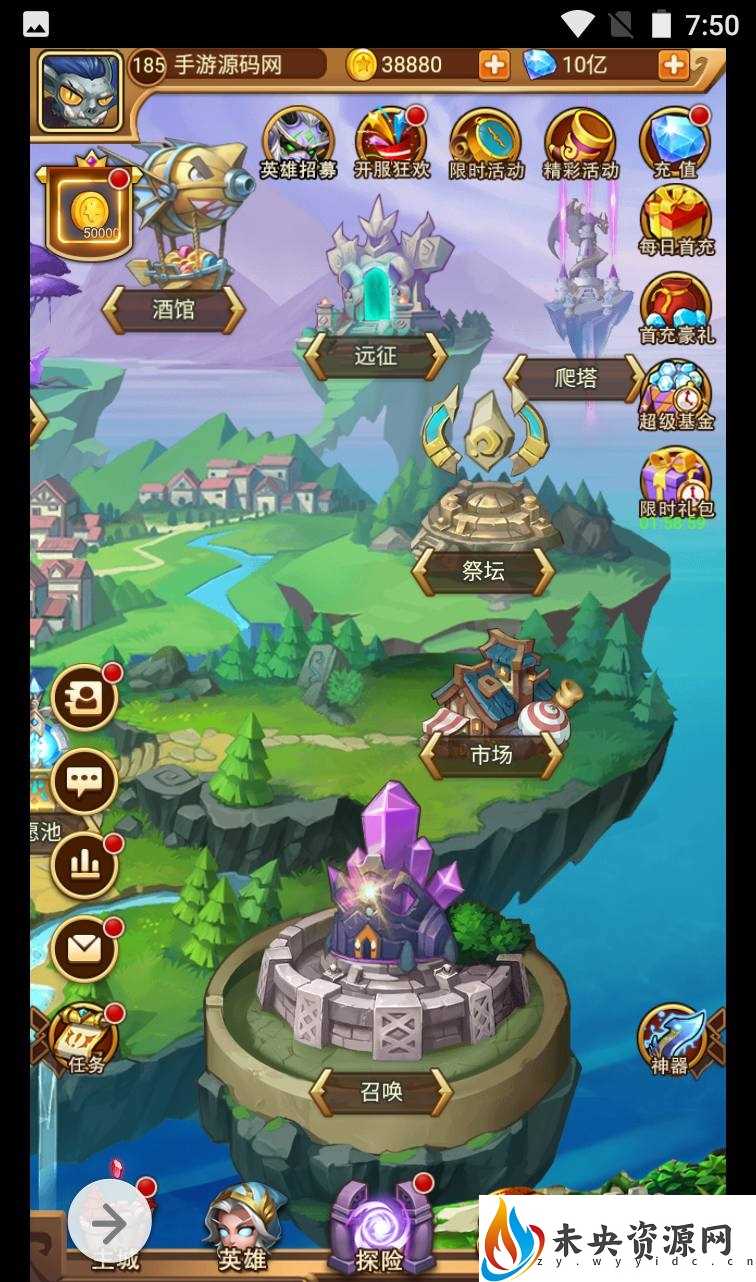 7:50
185 手游源码网 38880 10亿
英雄招募 开服狂欢 限时活动 精彩活动 充值
50000
每日首充
酒馆
首充豪礼
远征
爬塔
超级基金
限时礼包
01:58:59
祭坛
市场
愿池
任务
神器
召唤
主城 英雄 探险
未央资源网
zy.wyyidc.cn